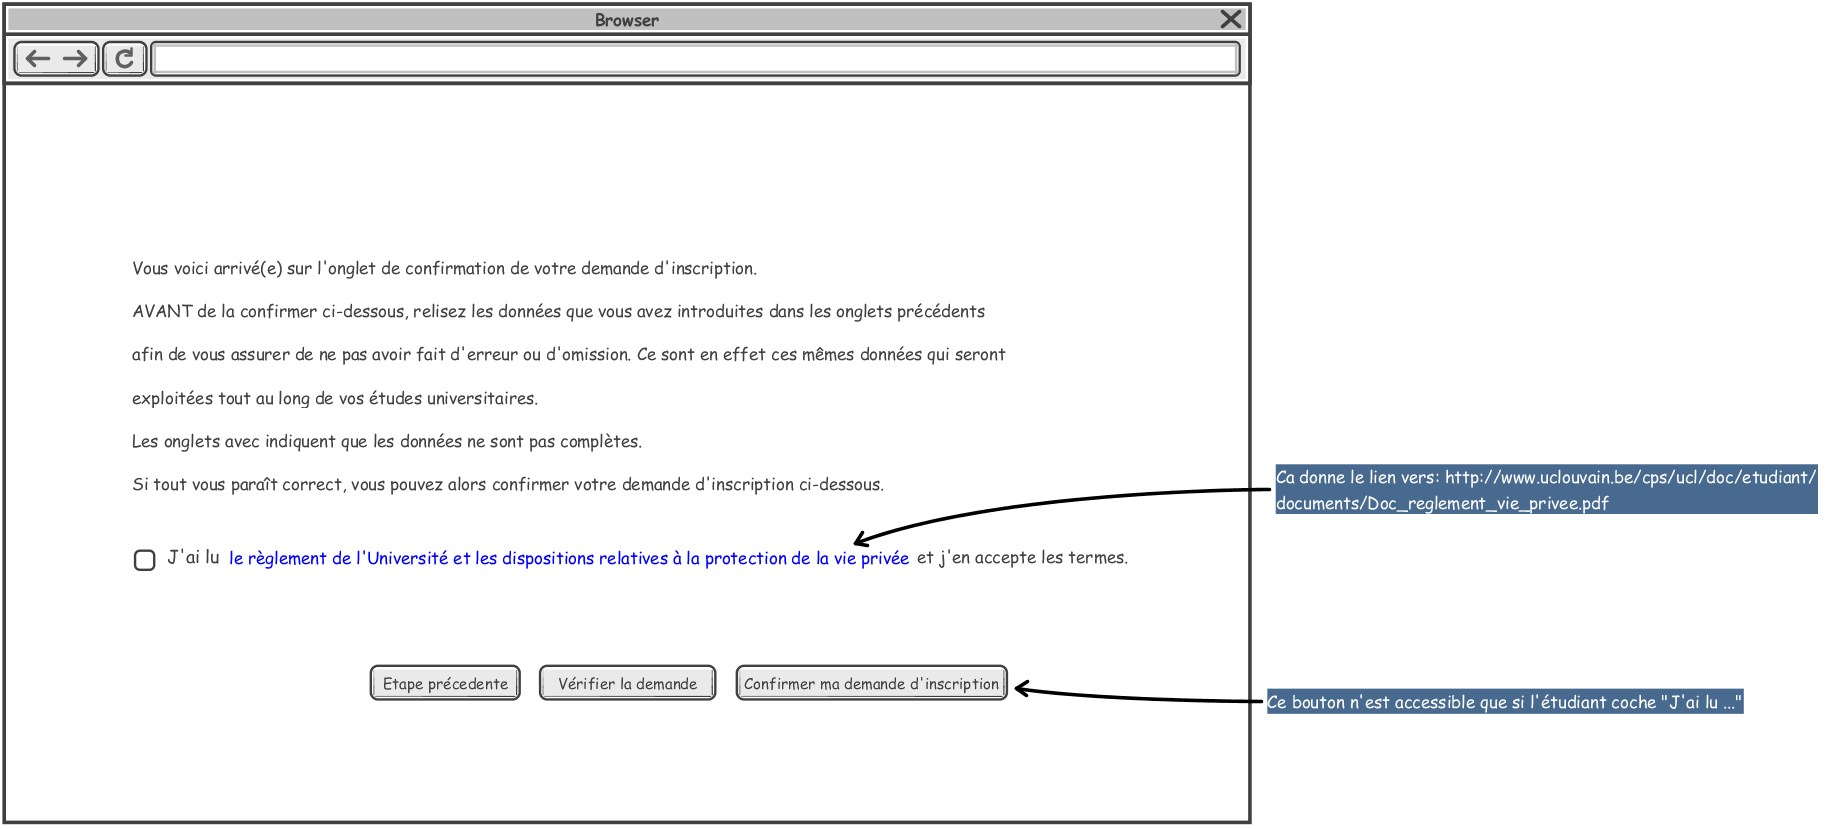 Browser
Vous voici arrivé(e) sur l'onglet de confirmation de votre demande d'inscription.
AVANT de la confirmer ci-dessous, relisez les données que vous avez introduites dans les onglets précédents
afin de vous assurer de ne pas avoir fait d'erreur ou d'omission. Ce sont en effet ces mêmes données qui seront
exploitées tout au long de vos études universitaires.
Les onglets avec indiquent que les données ne sont pas complètes.
Si tout vous paraît correct, vous pouvez alors confirmer votre demande d'inscription ci-dessous.
Ca donne le lien vers: http://www.uclouvain.be/cps/ucl/doc/etudiant/
documents/Doc_reglement_vie_privee.pdf
J'ai lu le règlement de l'Université et les dispositions relatives à la protection de la vie privée et j'en accepte les termes.
Etape précedente Vérifier la demande Confirmer ma demande d'inscription
Ce bouton n'est accessible que si l'étudiant coche "J'ai lu ..."